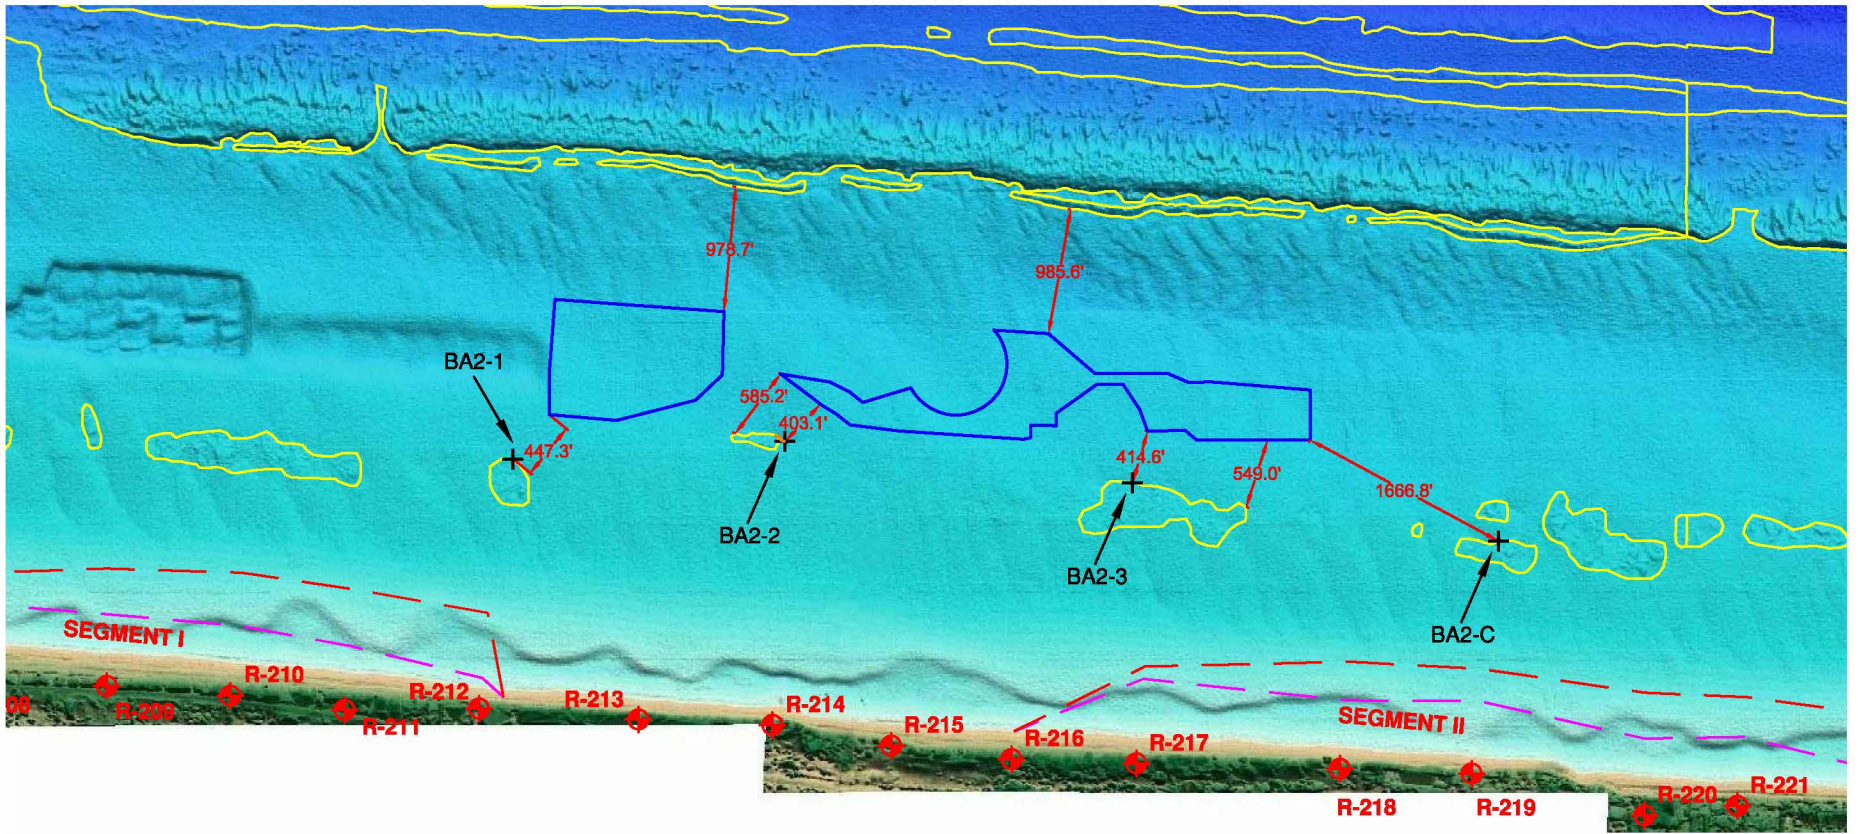 978.7'
985.6'
BA2-1
585.2'
403.1'
447.3'
414.6'
549.0'
1666.8'
BA2-2
BA2-3
BA2-C
SEGMENT I
08
R-209
R-210
R-211
R-212
R-213
R-214
R-215
R-216
R-217
SEGMENT II
R-218
R-219
R-220
R-221